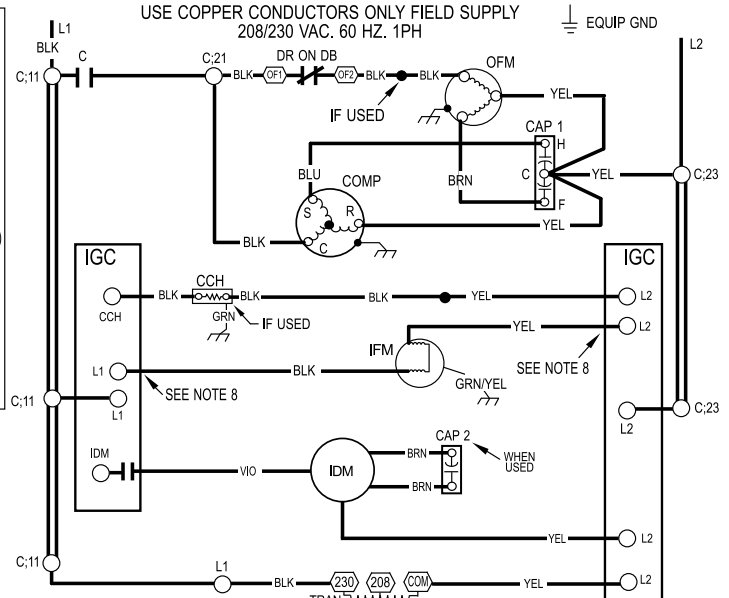 USE COPPER CONDUCTORS ONLY FIELD SUPPLY
208/230 VAC. 60 HZ. 1PH
EQUIP GND
L1
BLK
L2
C
C;11
C;21
DR ON DB
BLK
OF1
OF2
BLK
BLK
OFM
IF USED
YEL
CAP 1
H
C
F
BLU
COMP
BRN
YEL
C;23
S
R
C
YEL
BLK
IGC
IGC
CCH
CCH
BLK
BLK
BLK
YEL
L2
GRN
IF USED
YEL
L2
IFM
SEE NOTE 8
L1
BLK
GRN/YEL
SEE NOTE 8
C;11
L1
C;23
L2
CAP 2
IDM
BRN
WHEN
USED
VIO
IDM
BRN
YEL
L2
C;11
L1
BLK
230
208
COM
YEL
L2
TRAN